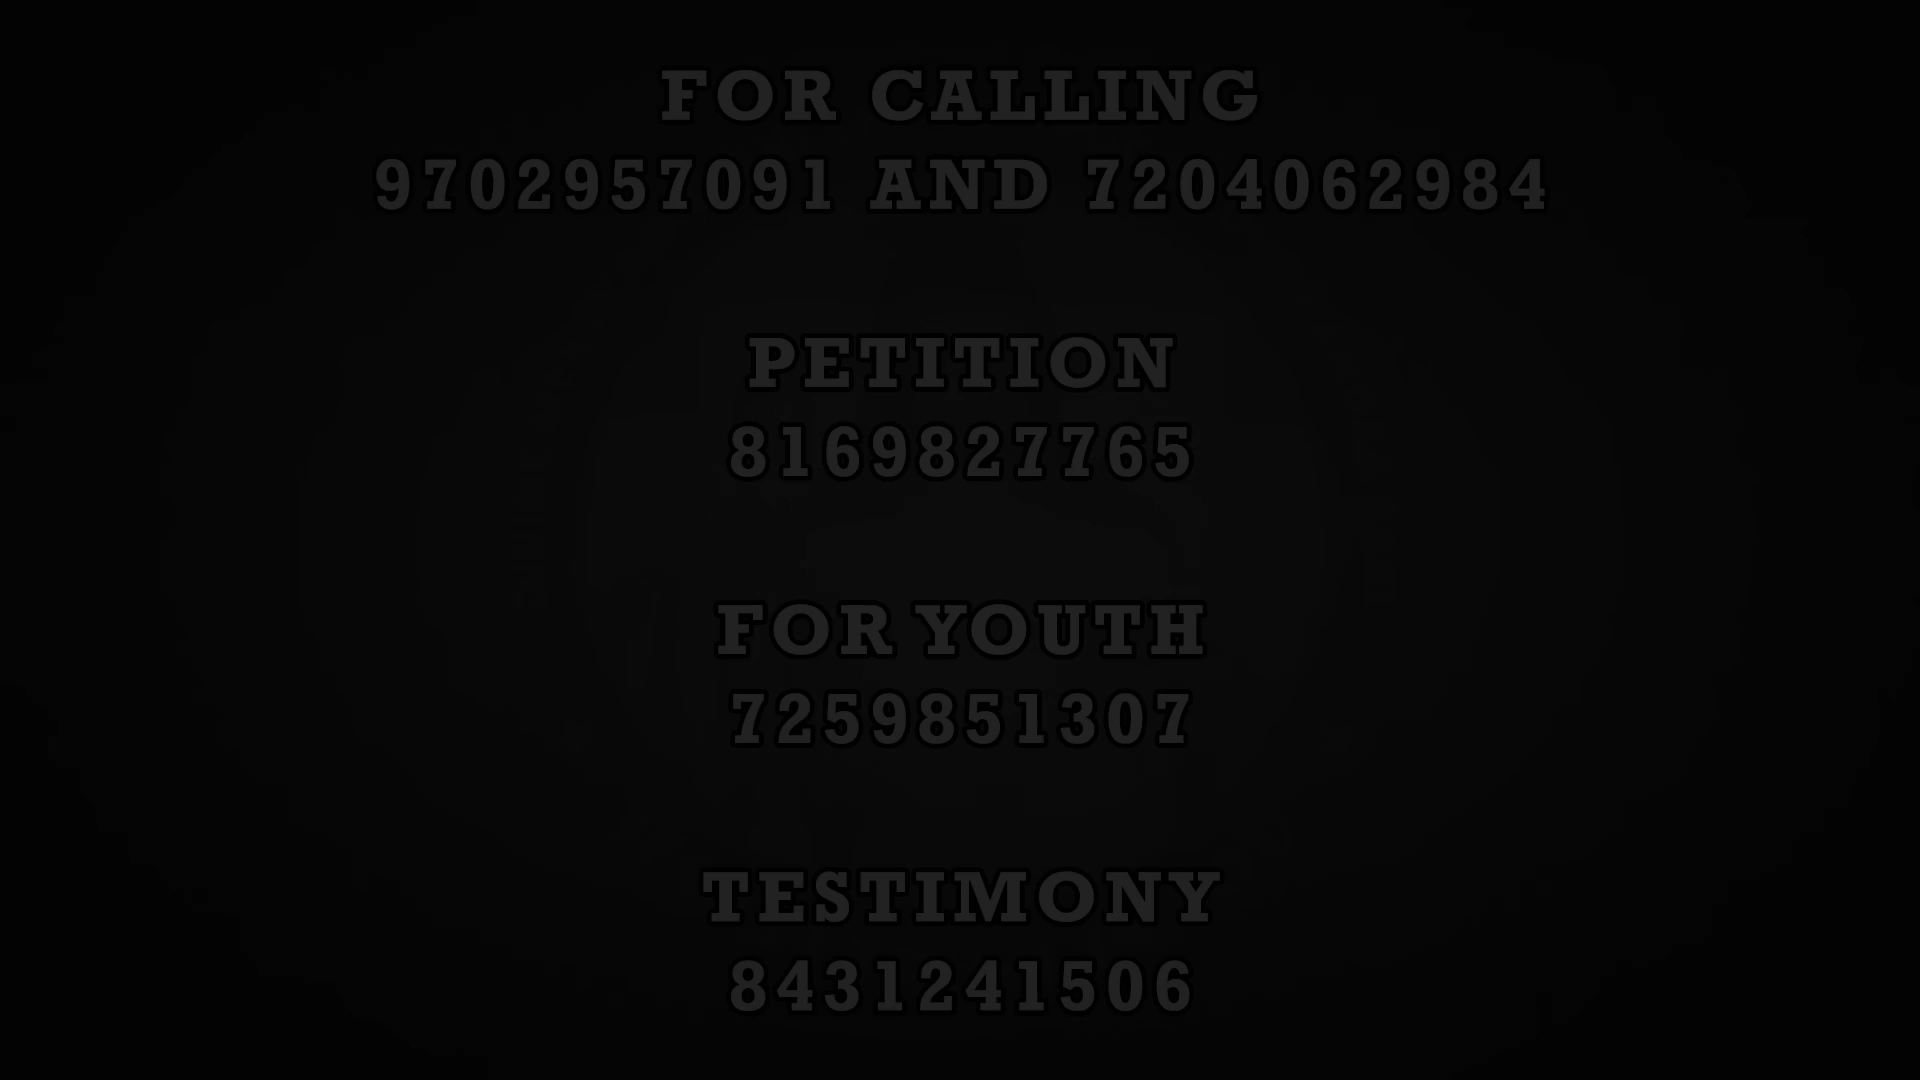 FOR CALLING
9702957091 AND 7204062984
PETITION
8169827765
FOR YOUTH
7259851307
TESTIMONY
8431241506